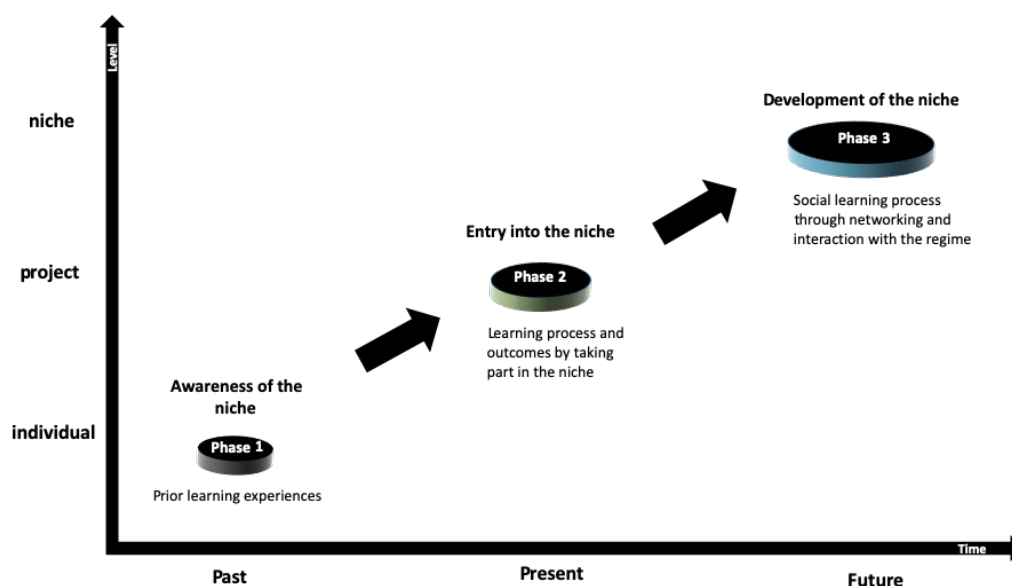 Level
niche
Development of the niche
Phase 3
Social learning process
through networking and
interaction with the regime
Entry into the niche
project
Phase 2
Learning process and
outcomes by taking
part in the niche
Awareness of the
niche
individual
Phase 1
Prior learning experiences
Time
Past
Present
Future